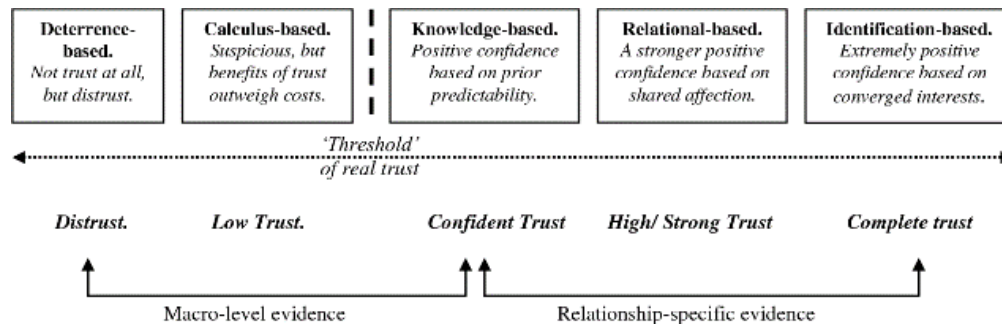 Deterrence-based.
Not trust at all,
but distrust.
Calculus-based.
Suspicious, but
benefits of trust
outweigh costs.
Knowledge-based.
Positive confidence
based on prior
predictability.
Relational-based.
A stronger positive
confidence based on
shared affection.
Identification-based.
Extremely positive
confidence based on
converged interests.
'Threshold'
of real trust
Distrust.
Low Trust.
Confident Trust
High/ Strong Trust
Complete trust
Macro-level evidence
Relationship-specific evidence